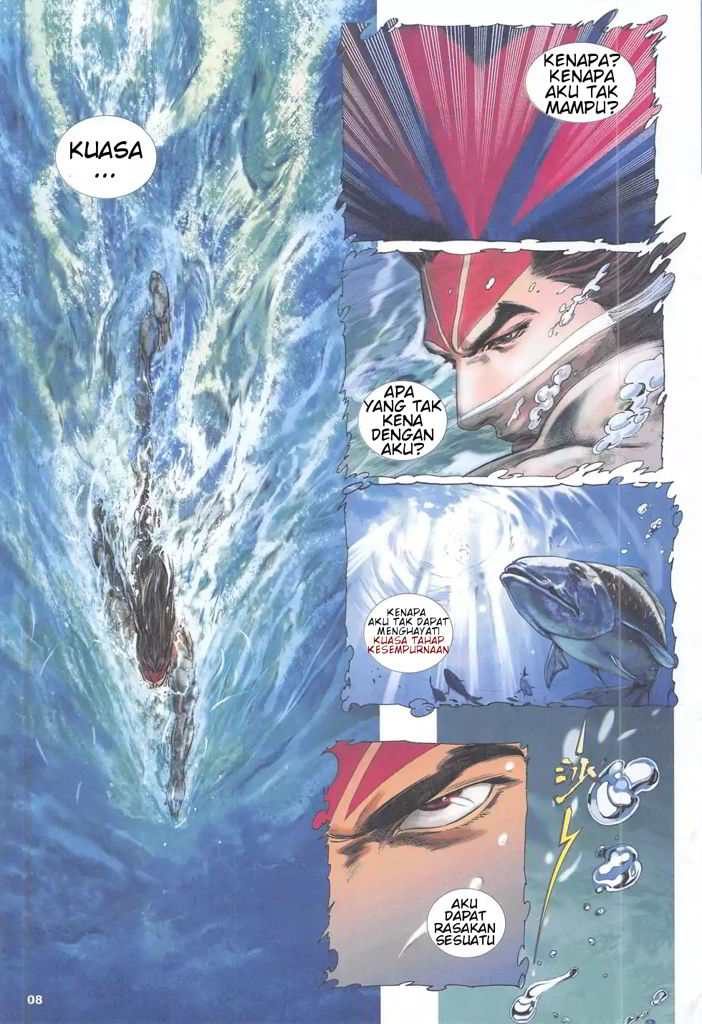 KUASA
...
KENAPA?
KENAPA
AKU TAK
MAMPU?
APA
YANG TAK
KENA
DENGAN
AKU?
KENAPA
AKU TAK DAPAT
MENGHAYATI
KUASA TAHAP
KESEMPURNAAN
沙
AKU
DAPAT
RASAKAN
SESUATU
08